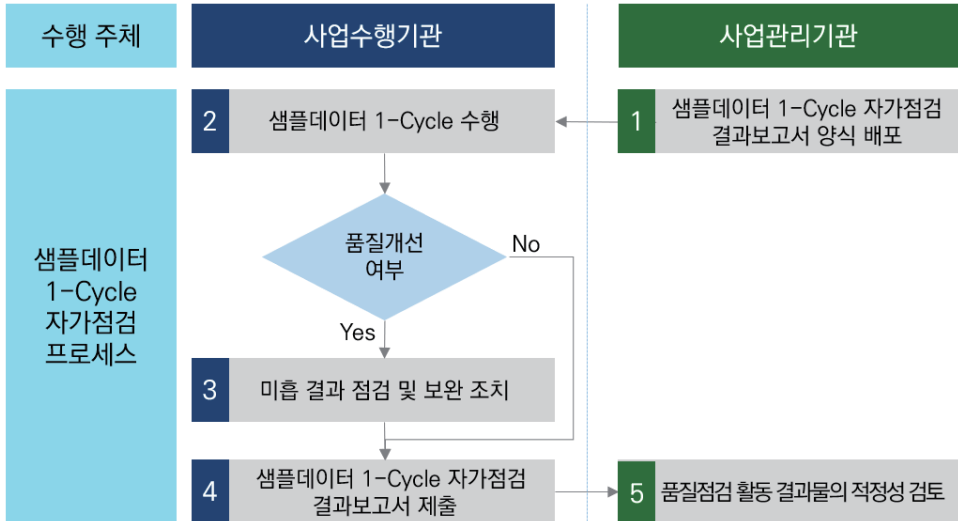 수행 주체
사업수행기관
사업관리기관
샘플데이터
1-Cycle
자가점검
프로세스
2
샘플데이터 1-Cycle 수행
1
샘플데이터 1-Cycle 자가점검
결과보고서 양식 배포
품질개선
여부
No
Yes
3
미흡 결과 점검 및 보완 조치
4
샘플데이터 1-Cycle 자가점검
결과보고서 제출
5
품질점검 활동 결과물의 적정성 검토